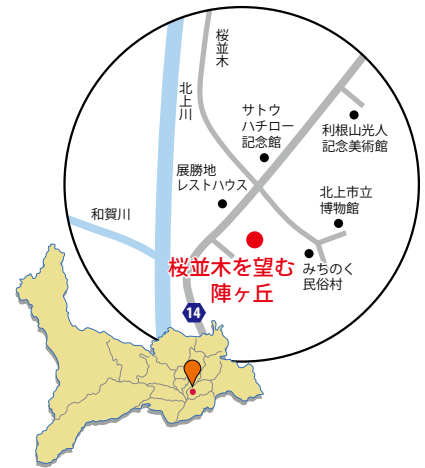 桜並木
北上川
サトウ
ハチロー
記念館
利根山光人
記念美術館
展勝地
レストハウス
北上市立
博物館
和賀川
みちのく
民俗村
桜並木を望む
陣ヶ丘
14